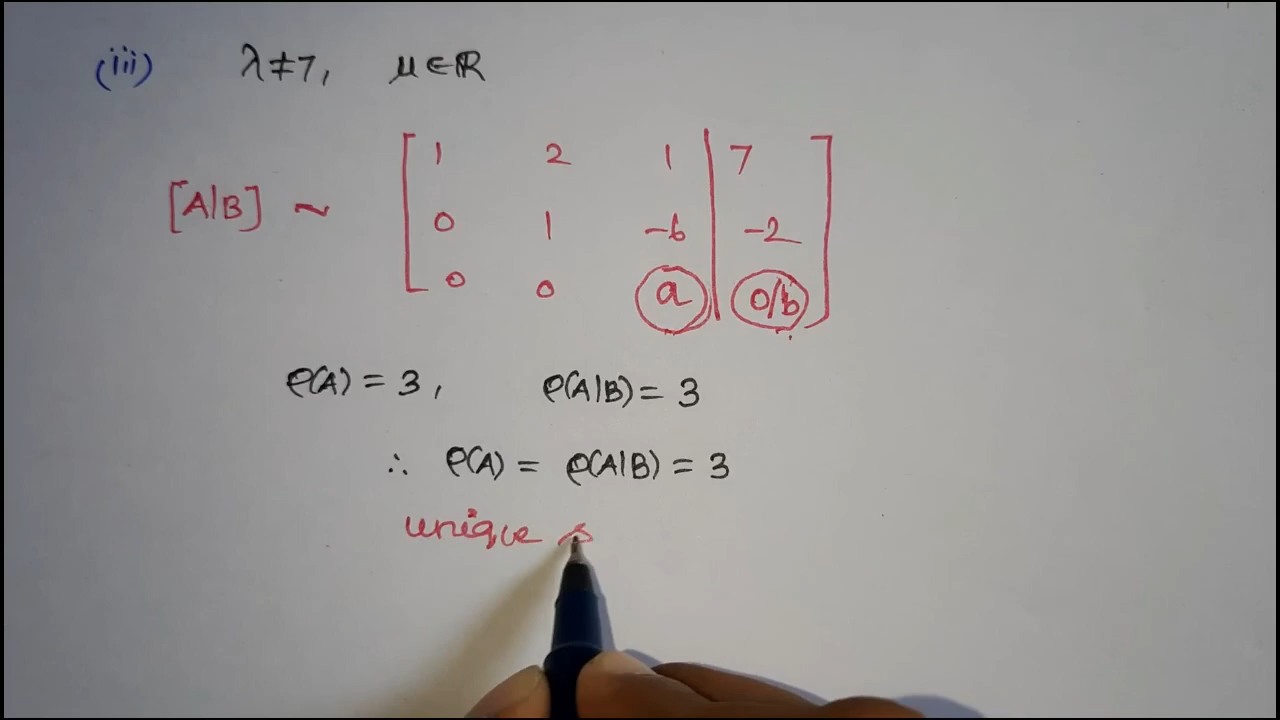 (iii) λ≠7, μ∈ℝ
[A|B] ~
1 2 1 | 7
0 1 -6 | -2
0 0 a | 0/b
ρ(A) = 3, ρ(A|B) = 3
∴ ρ(A) = ρ(A|B) = 3
unique s